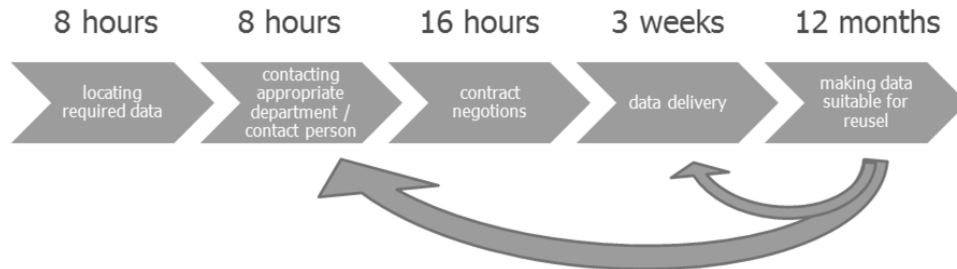 8 hours
8 hours
16 hours
3 weeks
12 months
locating
required data
contacting
appropriate
department /
contact person
contract
negotions
data delivery
making data
suitable for
reusel